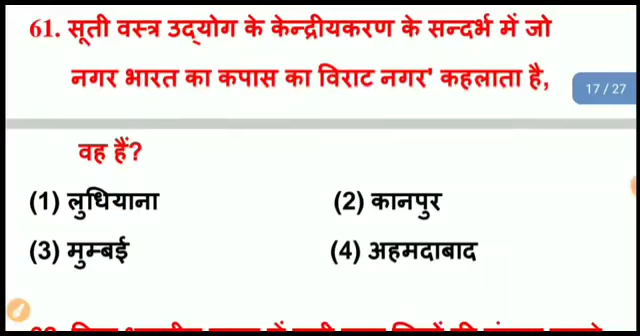 61. सूती वस्त्र उद्योग के केन्द्रीयकरण के सन्दर्भ में जो
नगर भारत का कपास का विराट नगर' कहलाता है,
17 / 27
वह हैं?
(1) लुधियाना (2) कानपुर
(3) मुम्बई (4) अहमदाबाद